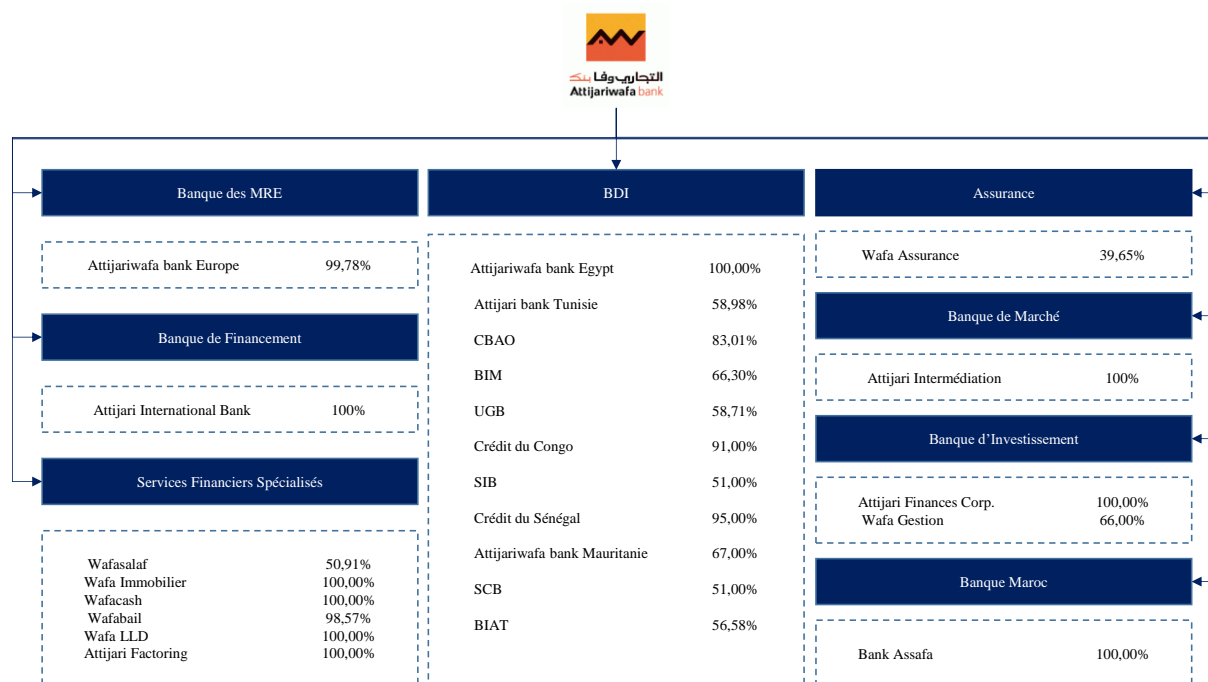 التجاري وفا بنك
Attijariwafa bank
Banque des MRE
Attijariwafa bank Europe 99,78%
Banque de Financement
Attijari International Bank 100%
Services Financiers Spécialisés
Wafasalaf 50,91%
Wafa Immobilier 100,00%
Wafacash 100,00%
Wafabail 98,57%
Wafa LLD 100,00%
Attijari Factoring 100,00%
BDI
Attijariwafa bank Egypt 100,00%
Attijari bank Tunisie 58,98%
CBAO 83,01%
BIM 66,30%
UGB 58,71%
Crédit du Congo 91,00%
SIB 51,00%
Crédit du Sénégal 95,00%
Attijariwafa bank Mauritanie 67,00%
SCB 51,00%
BIAT 56,58%
Assurance
Wafa Assurance 39,65%
Banque de Marché
Attijari Intermédiation 100%
Banque d’Investissement
Attijari Finances Corp. 100,00%
Wafa Gestion 66,00%
Banque Maroc
Bank Assafa 100,00%